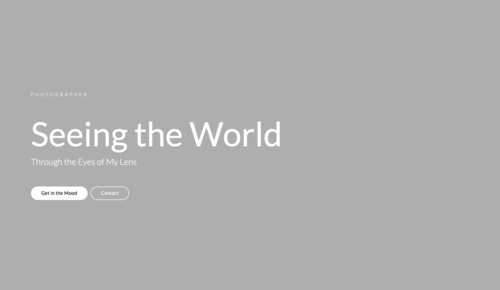 PHOTOGRAPHER
Seeing the World
Through the Eyes of My Lens
Get in the Mood
Contact